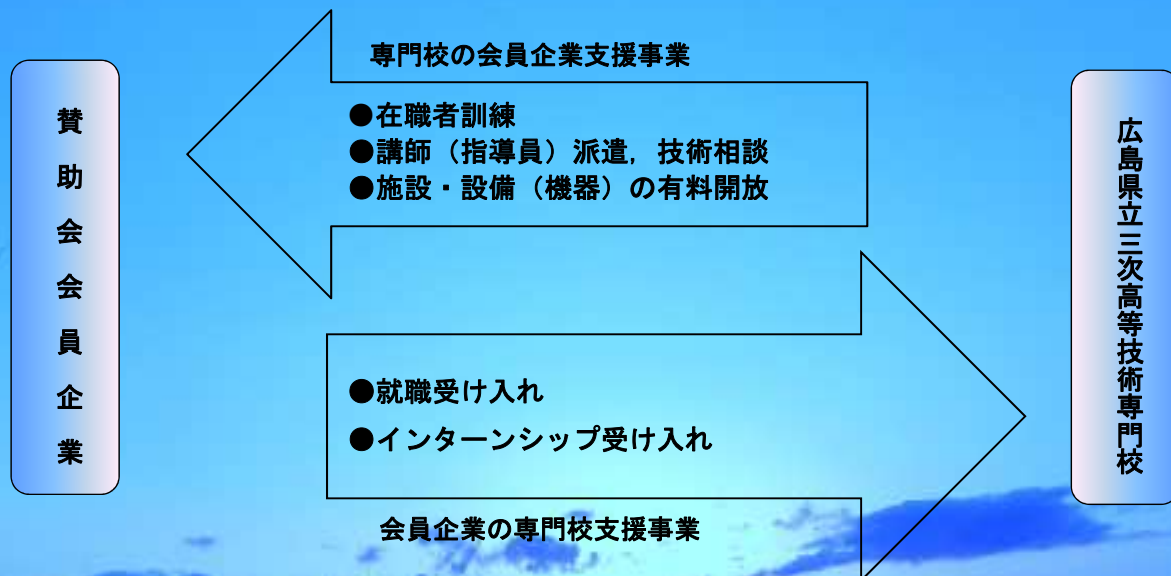 専門校の会員企業支援事業
賛助会会員企業
●在職者訓練
●講師（指導員）派遣，技術相談
●施設・設備（機器）の有料開放
広島県立三次高等技術専門校
●就職受け入れ
●インターンシップ受け入れ
会員企業の専門校支援事業